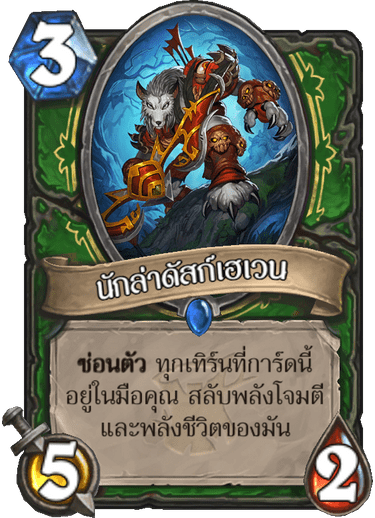 3
นักล่าดัสก์เฮเวน
ซ่อนตัว ทุกเทิร์นที่การ์ดนี้
อยู่ในมือคุณ สลับพลังโจมตี
และพลังชีวิตของมัน
5
2